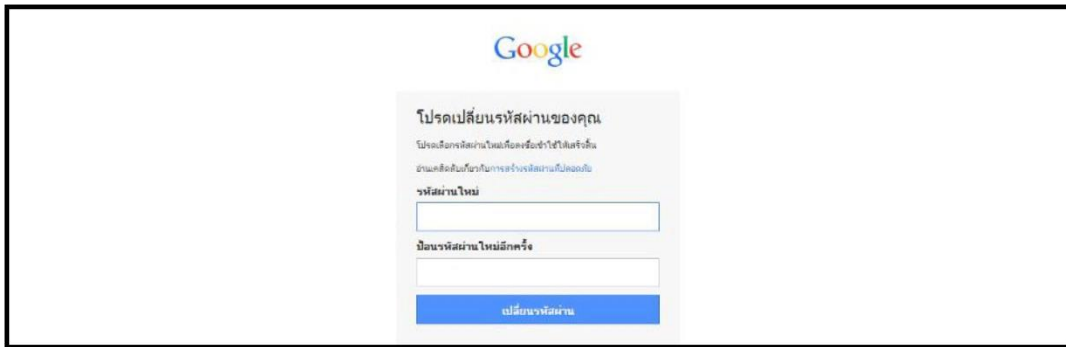 Google
โปรดเปลี่ยนรหัสผ่านของคุณ
โปรดเลือกรหัสผ่านใหม่เพื่อลงชื่อเข้าใช้ให้เสร็จสิ้น
อ่านเคล็ดลับเกี่ยวกับการสร้างรหัสผ่านที่ปลอดภัย
รหัสผ่านใหม่
ป้อนรหัสผ่านใหม่อีกครั้ง
เปลี่ยนรหัสผ่าน